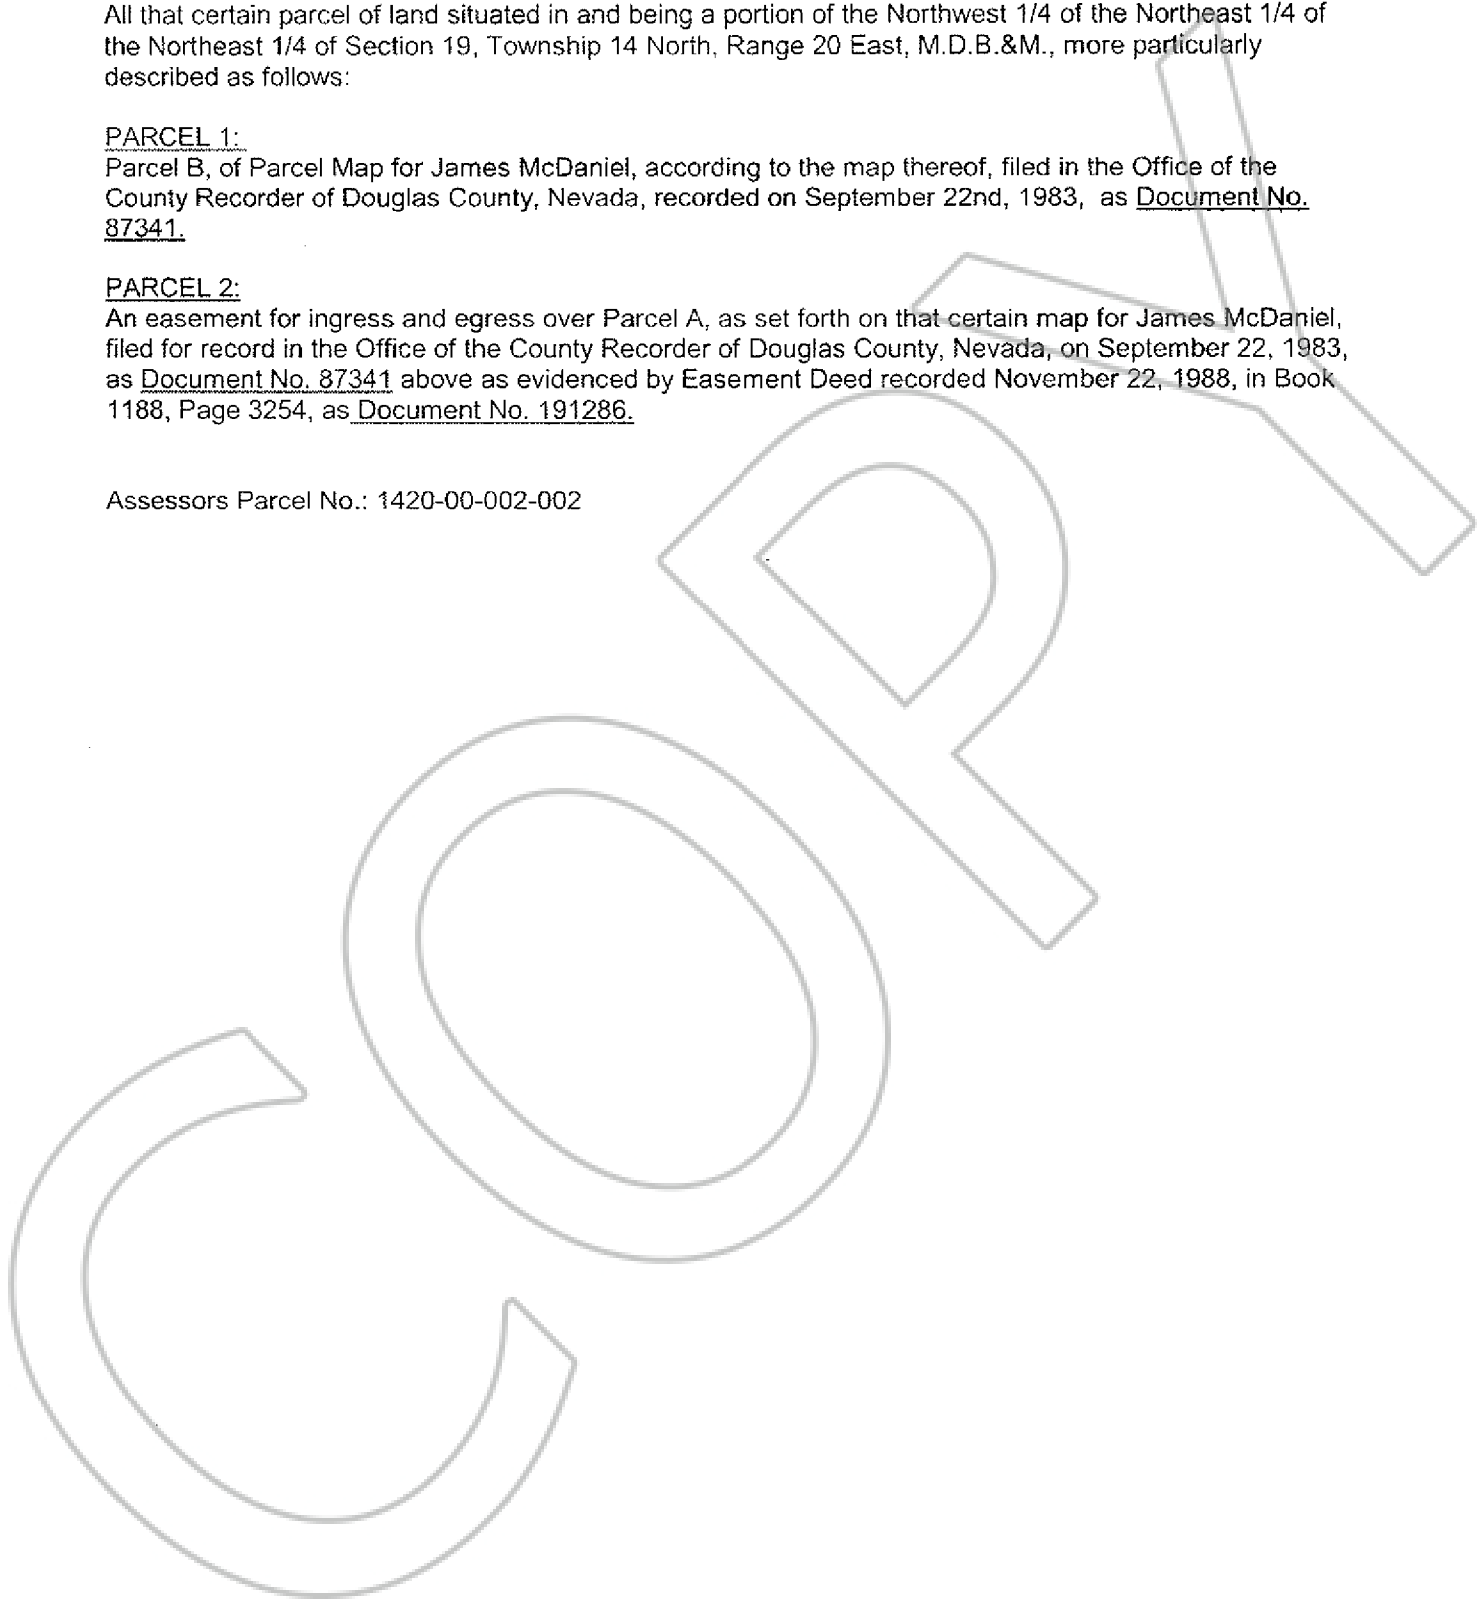 All that certain parcel of land situated in and being a portion of the Northwest 1/4 of the Northeast 1/4 of
the Northeast 1/4 of Section 19, Township 14 North, Range 20 East, M.D.B.&M., more particularly
described as follows:
PARCEL 1:
Parcel B, of Parcel Map for James McDaniel, according to the map thereof, filed in the Office of the
County Recorder of Douglas County, Nevada, recorded on September 22nd, 1983, as Document No.
87341.
PARCEL 2:
An easement for ingress and egress over Parcel A, as set forth on that certain map for James McDaniel,
filed for record in the Office of the County Recorder of Douglas County, Nevada, on September 22, 1983,
as Document No. 87341 above as evidenced by Easement Deed recorded November 22, 1988, in Book
1188, Page 3254, as Document No. 191286.
Assessors Parcel No.: 1420-00-002-002
COPY